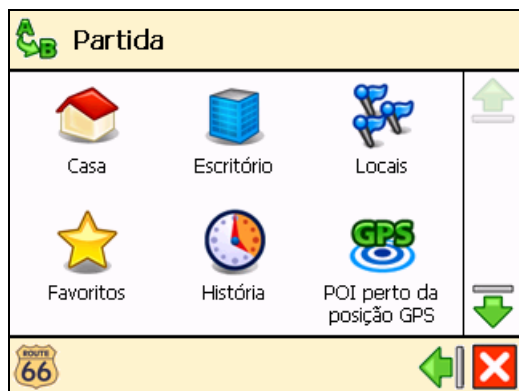 A
B
Partida
Casa
Escritório
Locais
GPS
Favoritos
História
POI perto da
posição GPS
ROUTE
66